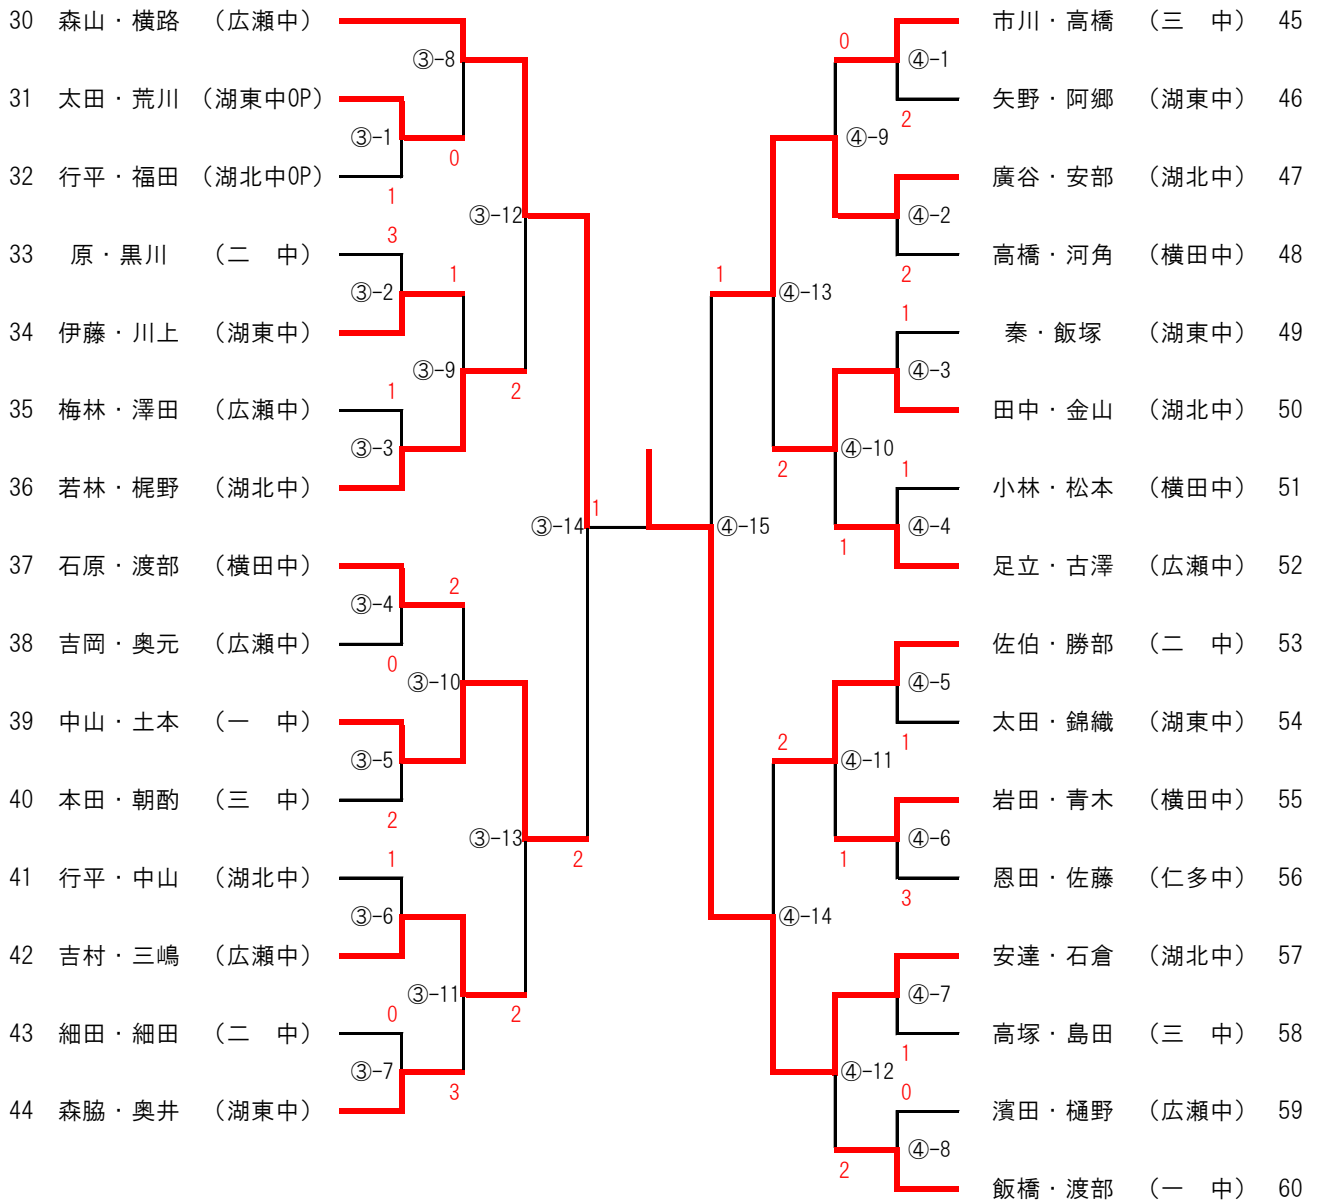 30 森山・横路 (広瀬中)
31 太田・荒川 (湖東中OP)
32 行平・福田 (湖北中OP)
33 原・黒川 (二 中)
34 伊藤・川上 (湖東中)
35 梅林・澤田 (広瀬中)
36 若林・梶野 (湖北中)
37 石原・渡部 (横田中)
38 吉岡・奥元 (広瀬中)
39 中山・土本 (一 中)
40 本田・朝酌 (三 中)
41 行平・中山 (湖北中)
42 吉村・三嶋 (広瀬中)
43 細田・細田 (二 中)
44 森脇・奥井 (湖東中)
③-1
1
③-2
3
③-3
1
③-4
0
③-5
2
③-6
1
③-7
0
③-8
0
③-9
1
③-10
2
③-11
3
③-12
2
③-13
2
③-14
2
1
④-15
1
④-13
2
④-14
2
④-9
0
④-10
1
④-11
1
④-12
2
④-1
2
④-2
2
④-3
1
④-4
1
④-5
1
④-6
3
④-7
1
④-8
0
市川・高橋 (三 中) 45
矢野・阿郷 (湖東中) 46
廣谷・安部 (湖北中) 47
高橋・河角 (横田中) 48
秦・飯塚 (湖東中) 49
田中・金山 (湖北中) 50
小林・松本 (横田中) 51
足立・古澤 (広瀬中) 52
佐伯・勝部 (二 中) 53
太田・錦織 (湖東中) 54
岩田・青木 (横田中) 55
恩田・佐藤 (仁多中) 56
安達・石倉 (湖北中) 57
高塚・島田 (三 中) 58
濱田・樋野 (広瀬中) 59
飯橋・渡部 (一 中) 60